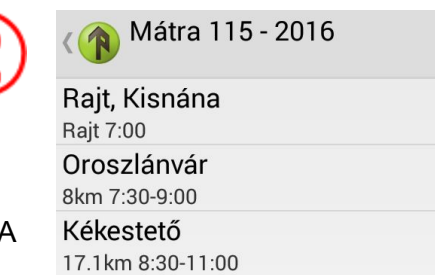 Mátra 115 - 2016
Rajt, Kisnána
Rajt 7:00
Oroszlánvár
8km 7:30-9:00
A
Kékestető
17.1km 8:30-11:00